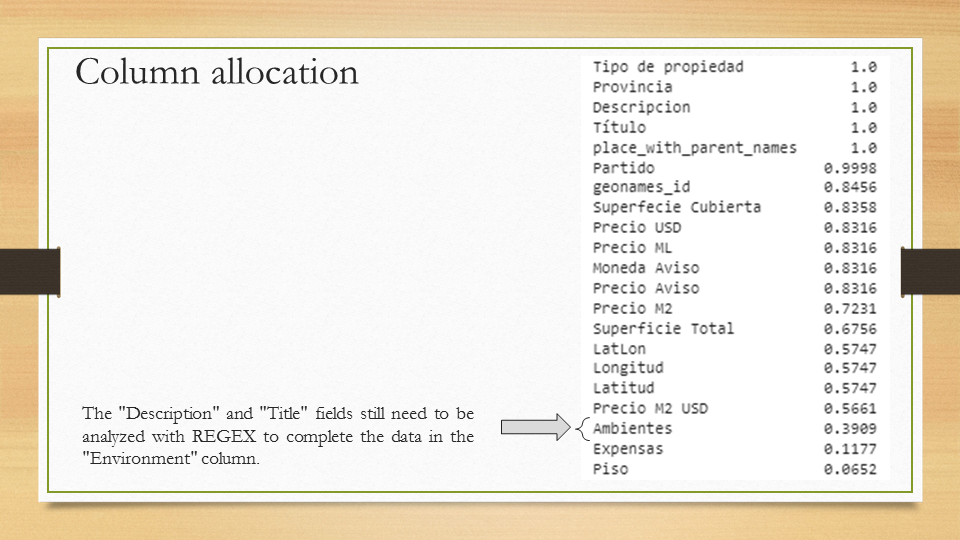 Column allocation
Tipo de propiedad 1.0
Provincia 1.0
Descripcion 1.0
Título 1.0
place_with_parent_names 1.0
Partido 0.9998
geonames_id 0.8456
Superfecie Cubierta 0.8358
Precio USD 0.8316
Precio ML 0.8316
Moneda Aviso 0.8316
Precio Aviso 0.8316
Precio M2 0.7231
Superficie Total 0.6756
LatLon 0.5747
Longitud 0.5747
Latitud 0.5747
Precio M2 USD 0.5661
Ambientes 0.3909
Expensas 0.1177
Piso 0.0652
The "Description" and "Title" fields still need to be
analyzed with REGEX to complete the data in the
"Environment" column.